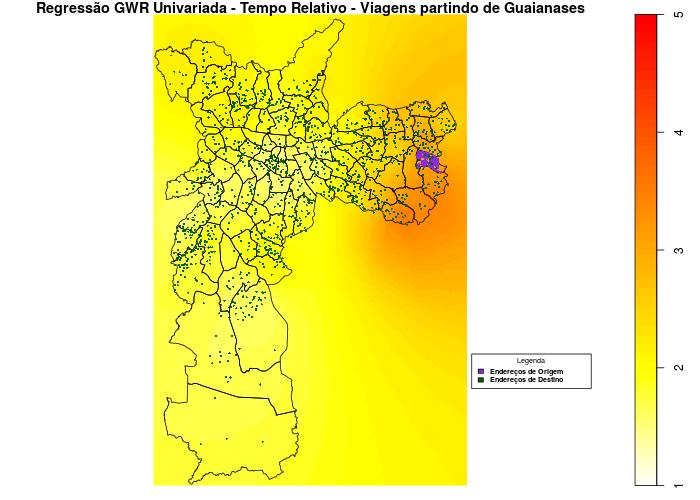 Regressão GWR Univariada - Tempo Relativo - Viagens partindo de Guaianases
5
4
3
2
1
Legenda
Endereços de Origem
Endereços de Destino